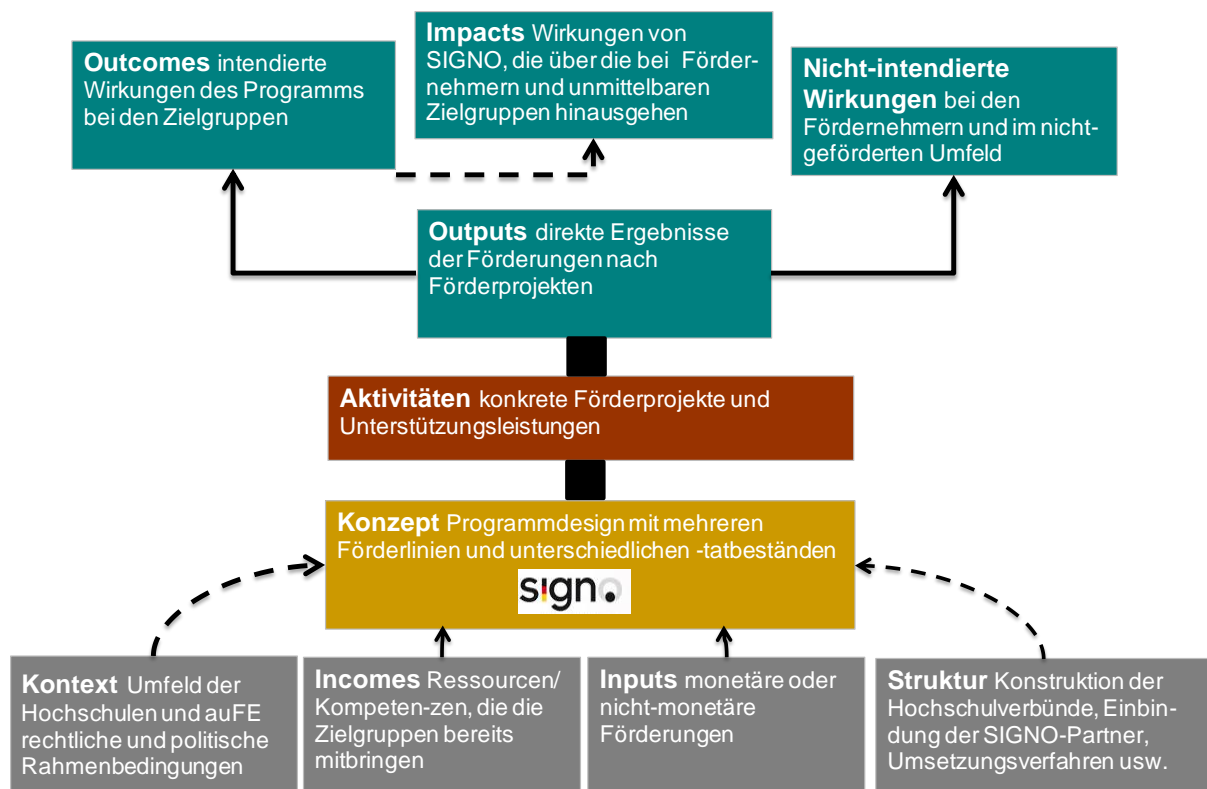 Outcomes intendierte
Wirkungen des Programms
bei den Zielgruppen
Impacts Wirkungen von
SIGNO, die über die bei Förder-
nehmern und unmittelbaren
Zielgruppen hinausgehen
Nicht-intendierte
Wirkungen bei den
Fördernehmern und im nicht-
geförderten Umfeld
Outputs direkte Ergebnisse
der Förderungen nach
Förderprojekten
Aktivitäten konkrete Förderprojekte und
Unterstützungsleistungen
Konzept Programmdesign mit mehreren
Förderlinien und unterschiedlichen -tatbeständen
signo
Kontext Umfeld der
Hochschulen und auFE
rechtliche und politische
Rahmenbedingungen
Incomes Ressourcen/
Kompeten-zen, die die
Zielgruppen bereits
mitbringen
Inputs monetäre oder
nicht-monetäre
Förderungen
Struktur Konstruktion der
Hochschulverbünde, Einbin-
dung der SIGNO-Partner,
Umsetzungsverfahren usw.